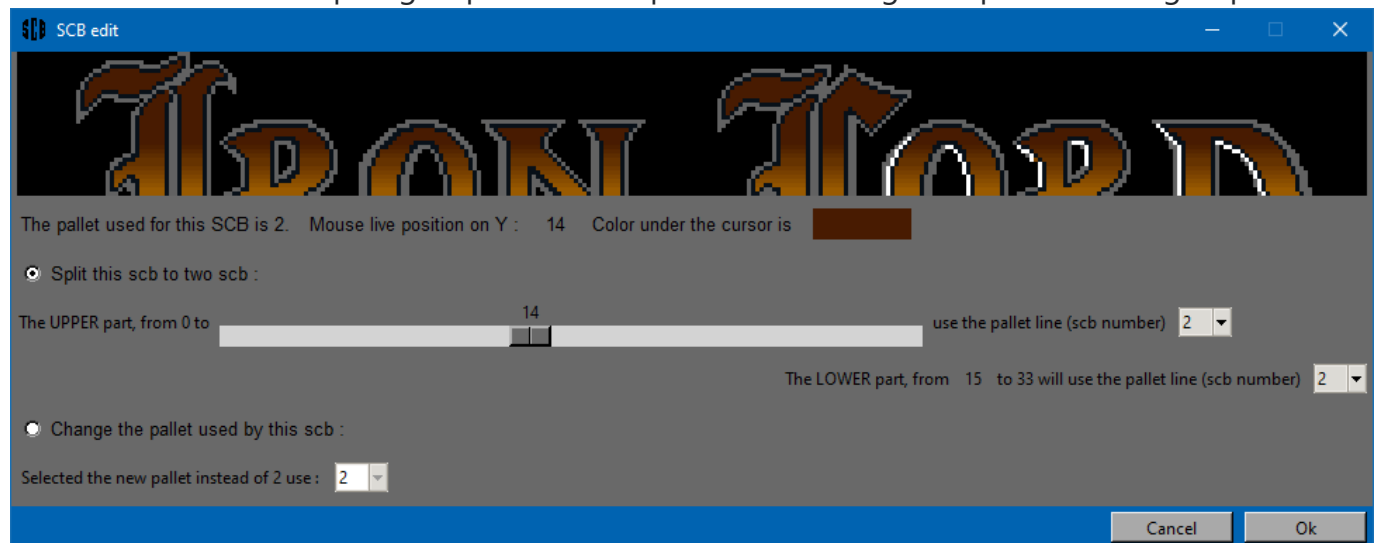 SCB SCB edit
IRON LORD
The pallet used for this SCB is 2. Mouse live position on Y : 14 Color under the cursor is
Split this scb to two scb :
14
The UPPER part, from 0 to use the pallet line (scb number) 2
The LOWER part, from 15 to 33 will use the pallet line (scb number) 2
Change the pallet used by this scb :
Selected the new pallet instead of 2 use : 2
Cancel Ok